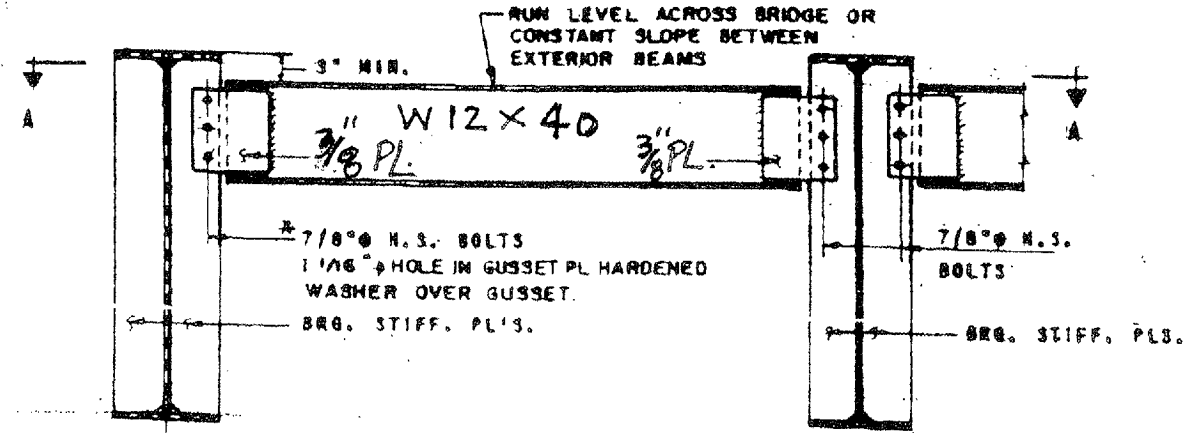 RUN LEVEL ACROSS BRIDGE OR
CONSTANT SLOPE BETWEEN
EXTERIOR BEAMS
3" MIN.
A
A
W 12 X 40
3/8" PL.
3/8" PL.
* 7/8"ϕ H.S. BOLTS
1 1/16"ϕ HOLE IN GUSSET PL HARDENED
WASHER OVER GUSSET.
BRG. STIFF. PL'S.
7/8"ϕ H.S.
BOLTS
BRG. STIFF. PLS.